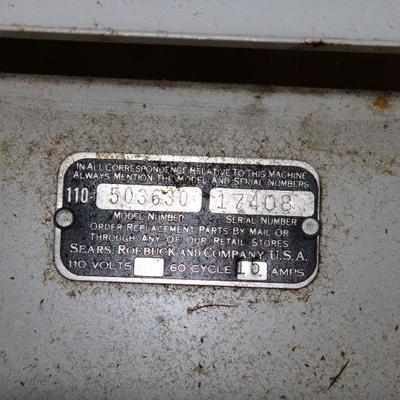 IN ALL CORRESPONDENCE RELATIVE TO THIS MACHINE
ALWAYS MENTION THE MODEL AND SERIAL NUMBERS
110- 503630 17408
MODEL NUMBER SERIAL NUMBER
ORDER REPLACEMENT PARTS BY MAIL OR
THROUGH ANY OF OUR RETAIL STORES
SEARS, ROEBUCK AND COMPANY, U.S.A.
110 VOLTS 60 CYCLE 15 AMPS